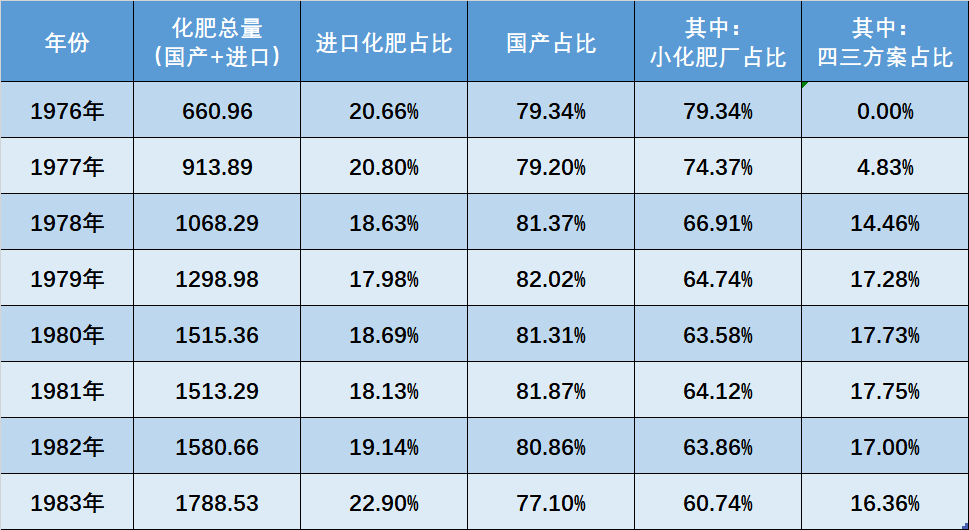 年份 化肥总量 (国产+进口) 进口化肥占比 国产占比 其中: 小化肥厂占比 其中: 四三方案占比
1976年 660.96 20.66% 79.34% 79.34% 0.00%
1977年 913.89 20.80% 79.20% 74.37% 4.83%
1978年 1068.29 18.63% 81.37% 66.91% 14.46%
1979年 1298.98 17.98% 82.02% 64.74% 17.28%
1980年 1515.36 18.69% 81.31% 63.58% 17.73%
1981年 1513.29 18.13% 81.87% 64.12% 17.75%
1982年 1580.66 19.14% 80.86% 63.86% 17.00%
1983年 1788.53 22.90% 77.10% 60.74% 16.36%